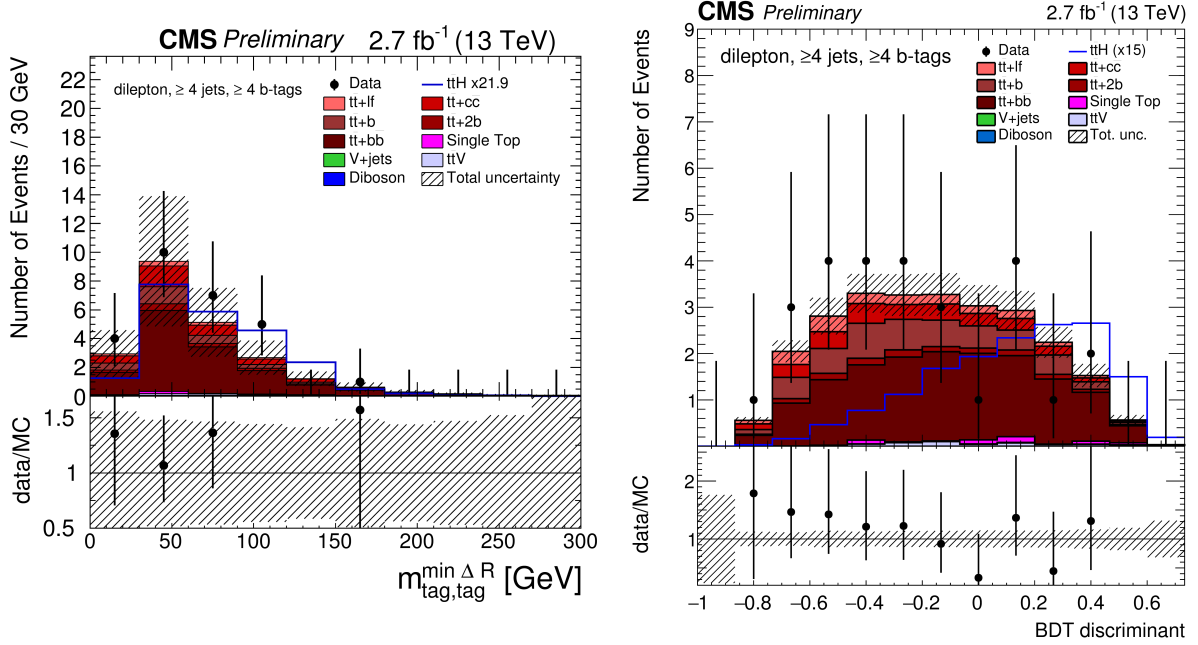 CMS Preliminary 2.7 fb⁻¹ (13 TeV)
Number of Events / 30 GeV
dilepton, ≥ 4 jets, ≥ 4 b-tags
Data
ttH x21.9
tt+lf
tt+cc
tt+b
tt+2b
tt+bb
Single Top
V+jets
ttV
Diboson
Total uncertainty
22
20
18
16
14
12
10
8
6
4
2
0
data/MC
1.5
1
0.5
0 50 100 150 200 250 300
m tag,tag min Δ R [GeV]
CMS Preliminary 2.7 fb⁻¹ (13 TeV)
Number of Events
dilepton, ≥4 jets, ≥4 b-tags
Data
ttH (x15)
tt+lf
tt+cc
tt+b
tt+2b
tt+bb
Single Top
V+jets
ttV
Diboson
Tot. unc.
9
8
7
6
5
4
3
2
1
data/MC
2
1
−1 −0.8 −0.6 −0.4 −0.2 0 0.2 0.4 0.6
BDT discriminant